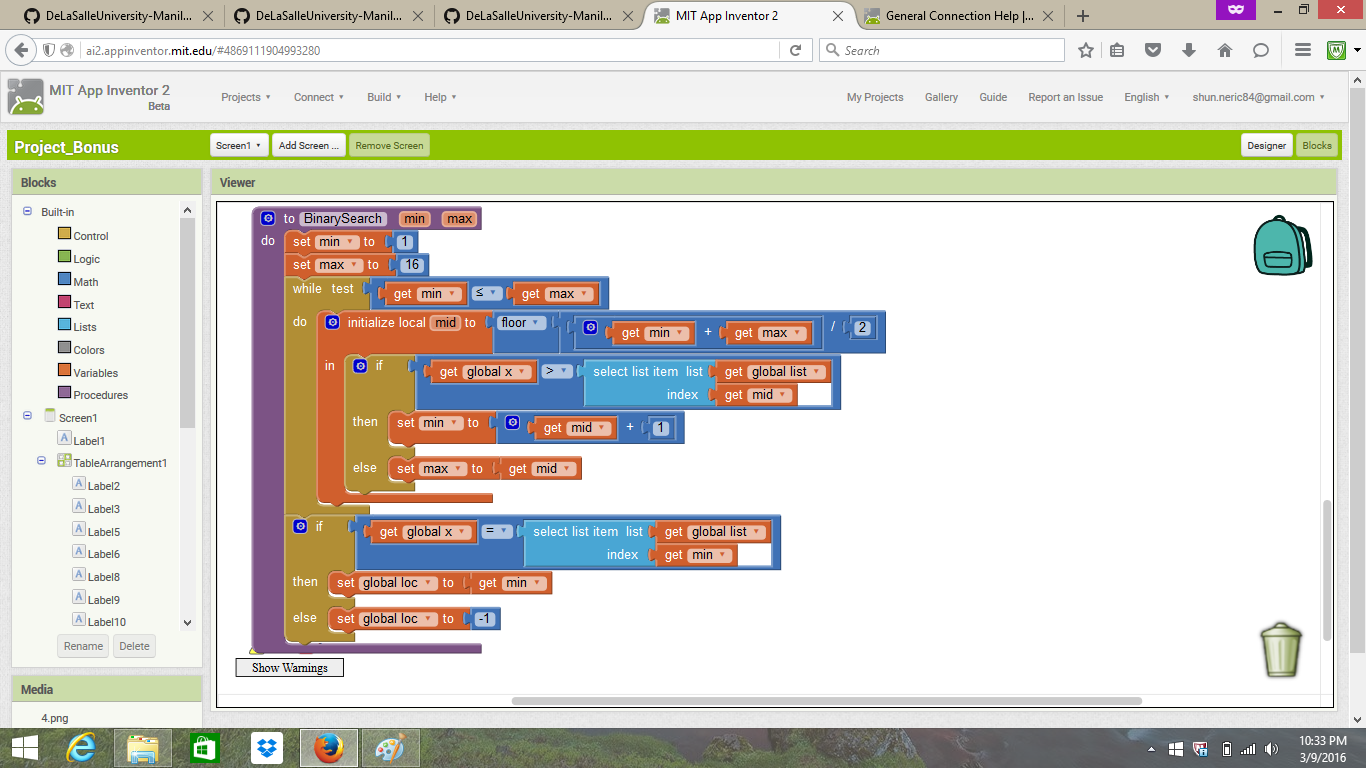 DeLaSalleUniversity-Manil...
DeLaSalleUniversity-Manil...
DeLaSalleUniversity-Manil...
MIT App Inventor 2
General Connection Help |...
ai2.appinventor.mit.edu/#4869111904993280
Search
MIT App Inventor 2
Beta
Projects
Connect
Build
Help
My Projects
Gallery
Guide
Report an Issue
English
shun.neric84@gmail.com
Project_Bonus
Screen1
Add Screen ...
Remove Screen
Designer
Blocks
Blocks
Built-in
Control
Logic
Math
Text
Lists
Colors
Variables
Procedures
Screen1
Label1
TableArrangement1
Label2
Label3
Label5
Label6
Label8
Label9
Label10
Rename
Delete
Media
4.png
Viewer
to BinarySearch min max
do set min to 1
set max to 16
while test get min ≤ get max
do initialize local mid to floor get min + get max / 2
in if get global x > select list item list get global list
index get mid
then set min to get mid + 1
else set max to get mid
if get global x = select list item list get global list
index get min
then set global loc to get min
else set global loc to -1
Show Warnings
10:33 PM
3/9/2016